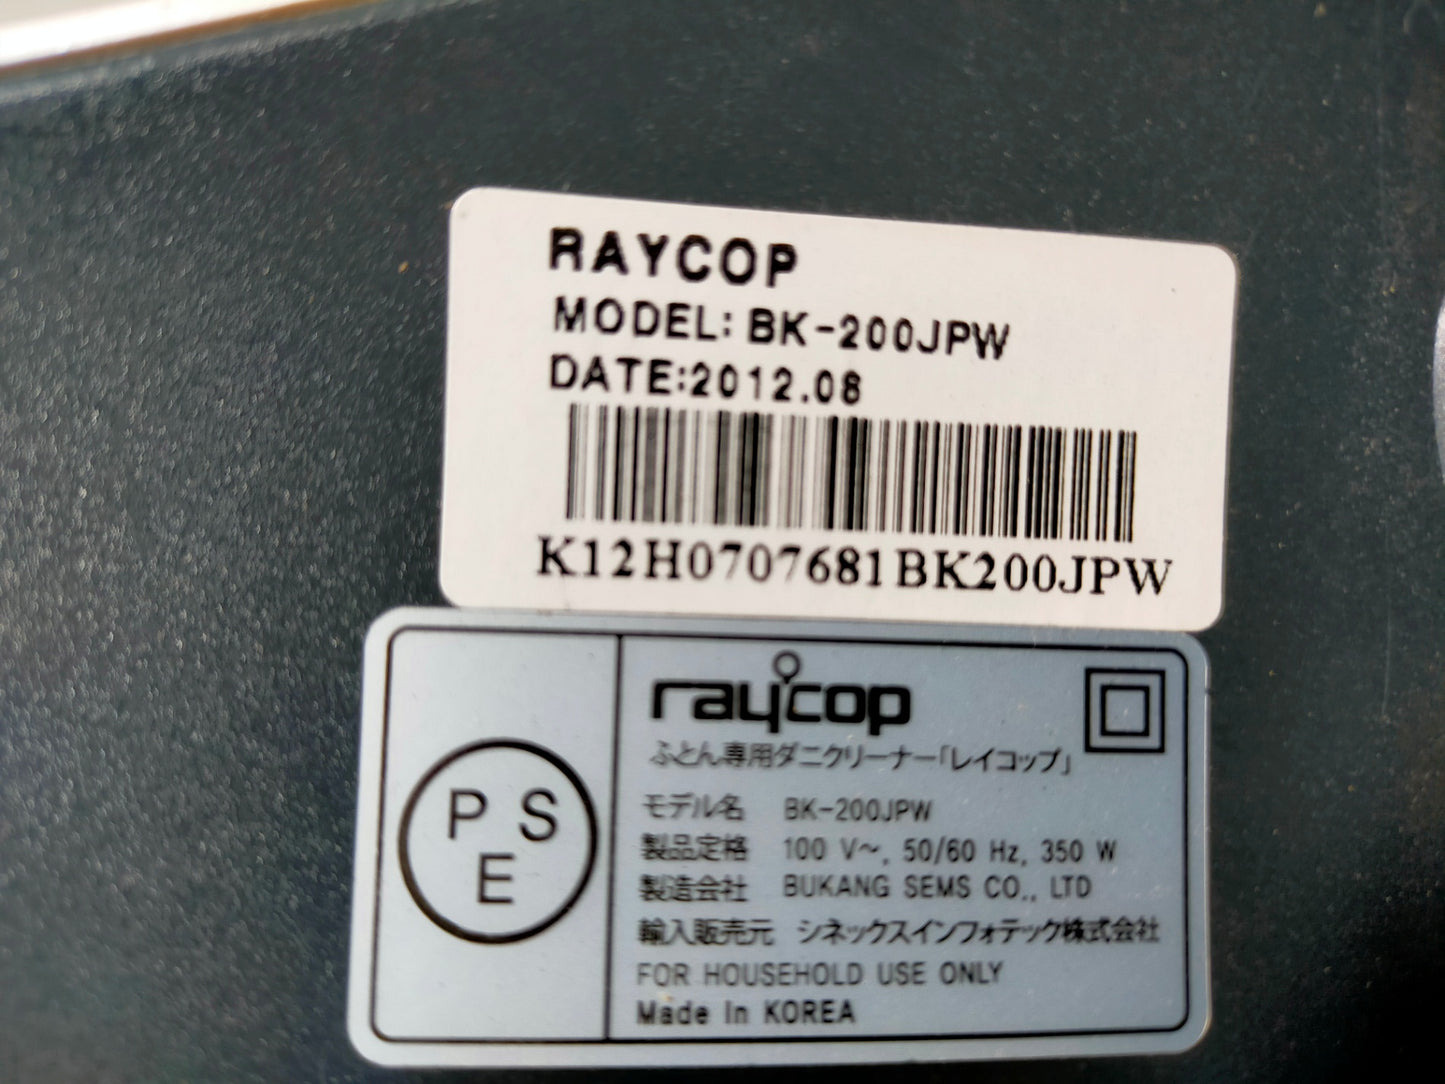 RAYCOP
MODEL: BK-200JPW
DATE:2012.08
K12H0707681BK200JPW
raycop
ふとん専用ダニクリーナー「レイコップ」
モデル名 BK-200JPW
製品定格 100 V～, 50/60 Hz, 350 W
製造会社 BUKANG SEMS CO., LTD
輸入販売元 シネックスインフォテック株式会社
FOR HOUSEHOLD USE ONLY
Made In KOREA
P S
E